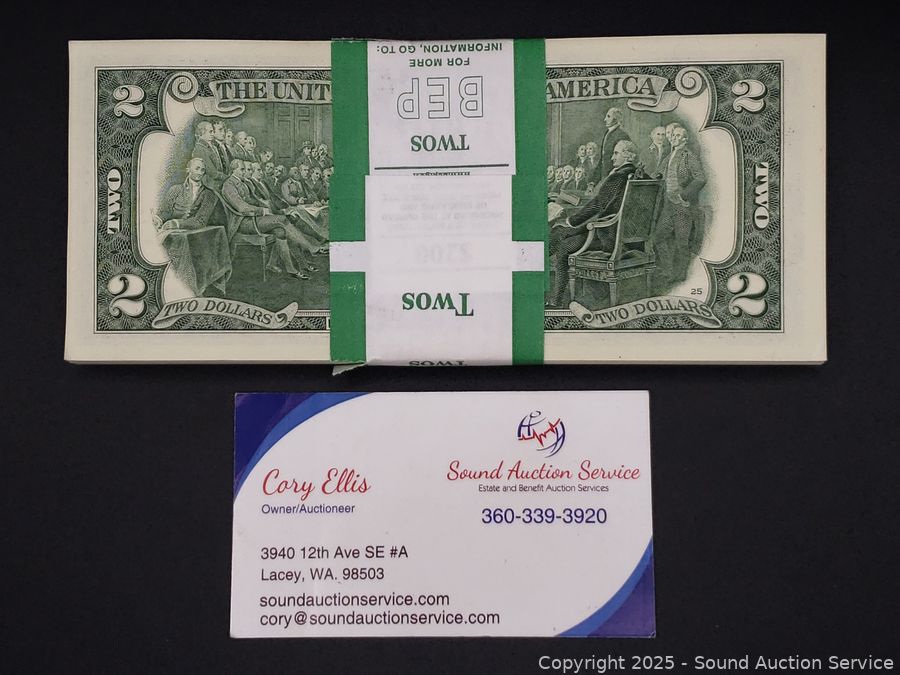 THE UNIT
AMERICA
2
2
TWO
TWO
2
2
TWO DOLLARS
25
TWO DOLLARS
FOR MORE
INFORMATION, GO TO:
BEP
TWOS
$200
Twos
Cory Ellis
Owner/Auctioneer
Sound Auction Service
Estate and Benefit Auction Services
360-339-3920
3940 12th Ave SE #A
Lacey, WA. 98503
soundauctionservice.com
cory@soundauctionservice.com
Copyright 2025 - Sound Auction Service